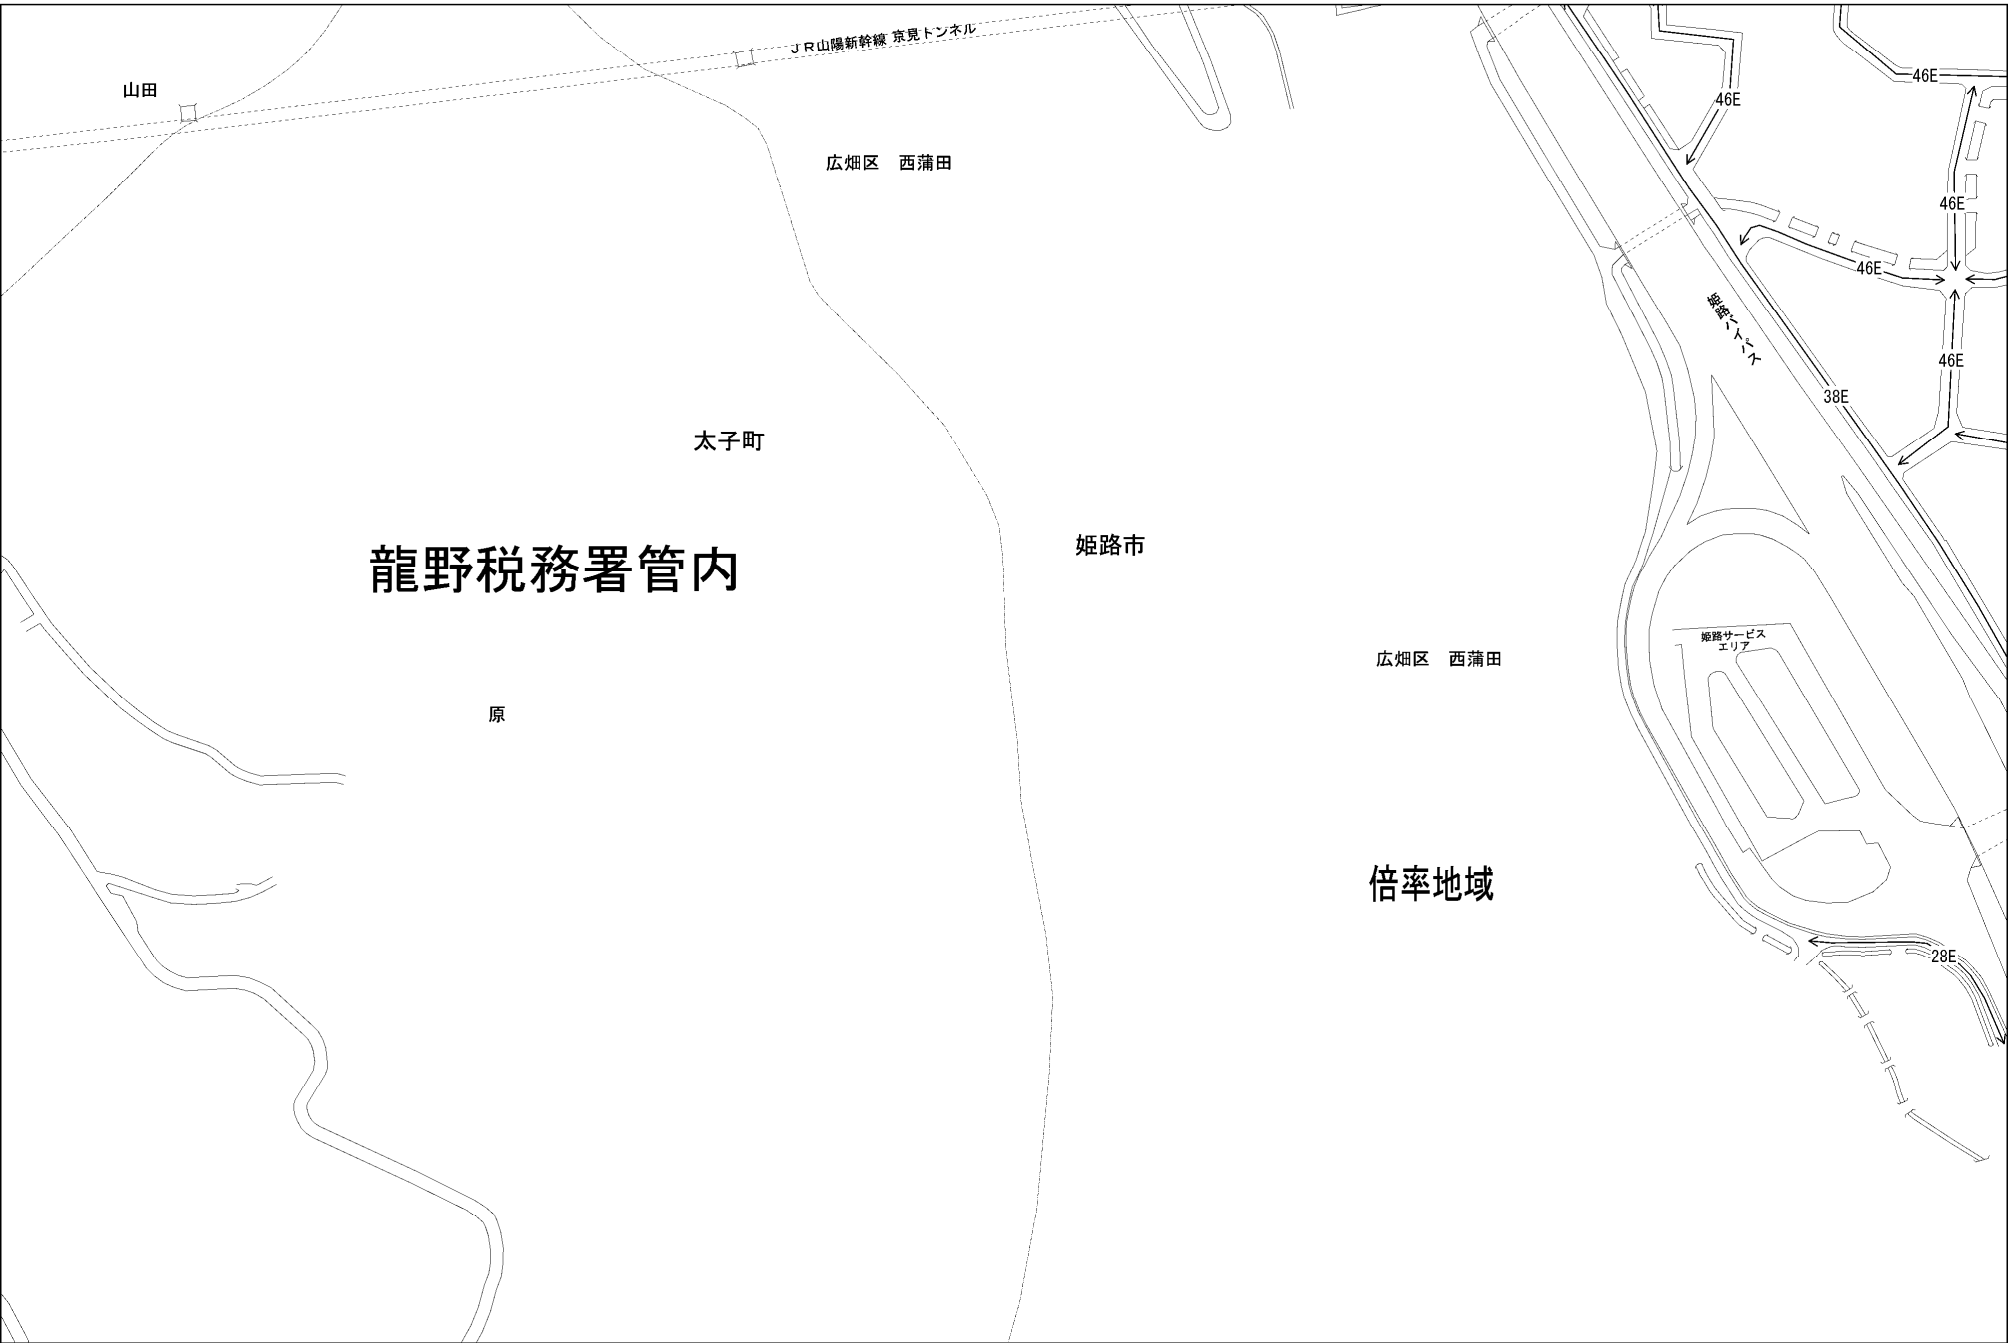 JR山陽新幹線 京見トンネル
山田
46E
46E
広畑区　西蒲田
46E
46E
姫路バイパス
46E
38E
太子町
姫路市
龍野税務署管内
姫路サービス
エリア
広畑区　西蒲田
原
倍率地域
28E